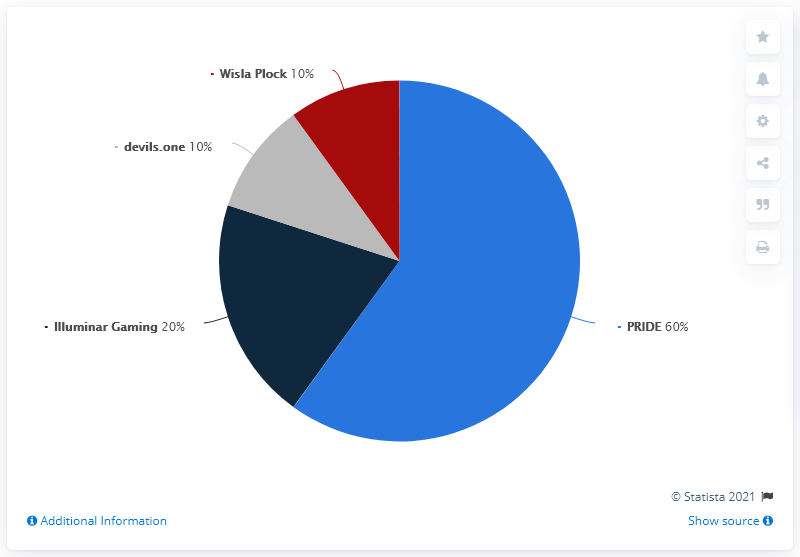 Wisla Plock 10%
devils.one 10%
Illuminar Gaming 20%
PRIDE 60%
© Statista 2021
Additional Information
Show source